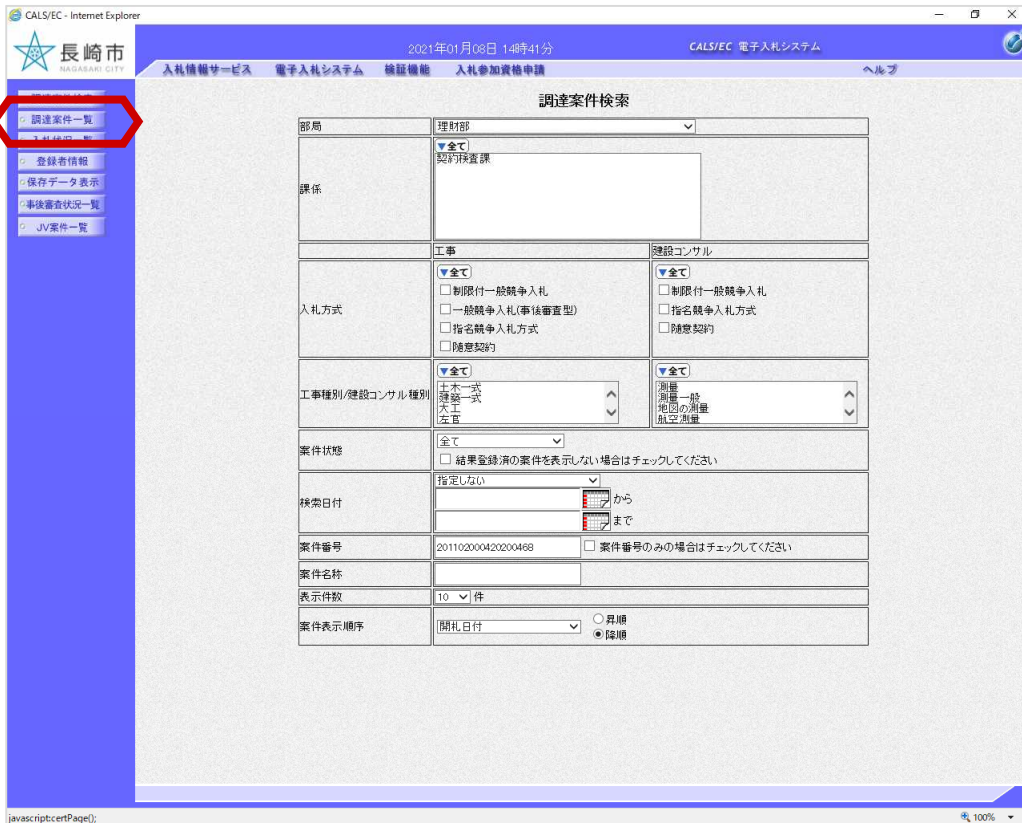 CALS/EC - Internet Explorer
長崎市
NAGASAKI CITY
2021年01月08日 14時41分
CALS/EC 電子入札システム
入札情報サービス 電子入札システム 検証機能 入札参加資格申請 ヘルプ
調達案件一覧
登録者情報
保存データ表示
事後審査状況一覧
JV案件一覧
調達案件検索
部局 理財部
▼全て
契約検査課
課係
工事 建設コンサル
入札方式
▼全て
制限付一般競争入札
一般競争入札(事後審査型)
指名競争入札方式
随意契約
▼全て
制限付一般競争入札
指名競争入札方式
随意契約
工事種別/建設コンサル種別
▼全て
土木一式
建築一式
大工
左官
▼全て
測量
測量一般
地図の測量
航空測量
案件状態
全て
結果登録済の案件を表示しない場合はチェックしてください
検索日付
指定しない
から
まで
案件番号 201102000420200468 案件番号のみの場合はチェックしてください
案件名称
表示件数 10 件
案件表示順序 開札日付
昇順
降順
javascript:certPage();
100%